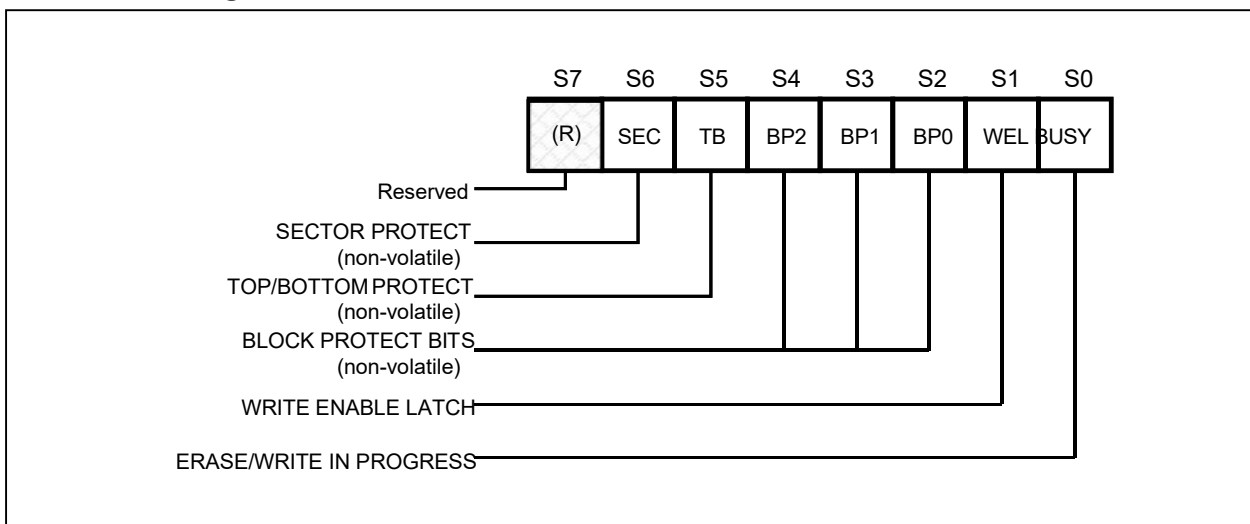 S7 S6 S5 S4 S3 S2 S1 S0
(R) SEC TB BP2 BP1 BP0 WEL BUSY
Reserved
SECTOR PROTECT
(non-volatile)
TOP/BOTTOM PROTECT
(non-volatile)
BLOCK PROTECT BITS
(non-volatile)
WRITE ENABLE LATCH
ERASE/WRITE IN PROGRESS